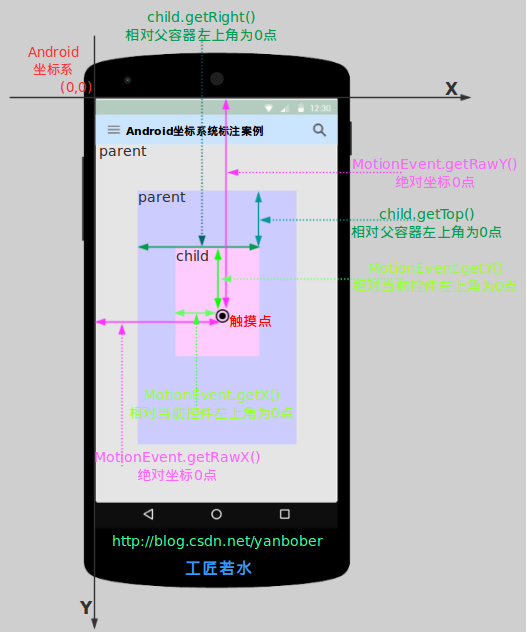 child.getRight()
相对父容器左上角为0点
Android
坐标系
(0,0)
X
12:30
Android坐标系统标注案例
parent
MotionEvent.getRawY()
绝对坐标0点
parent
child.getTop()
相对父容器左上角为0点
child
MotionEvent.getY()
相对当前控件左上角为0点
触摸点
MotionEvent.getX()
相对当前控件左上角为0点
MotionEvent.getRawX()
绝对坐标0点
http://blog.csdn.net/yanbober
工匠若水
Y